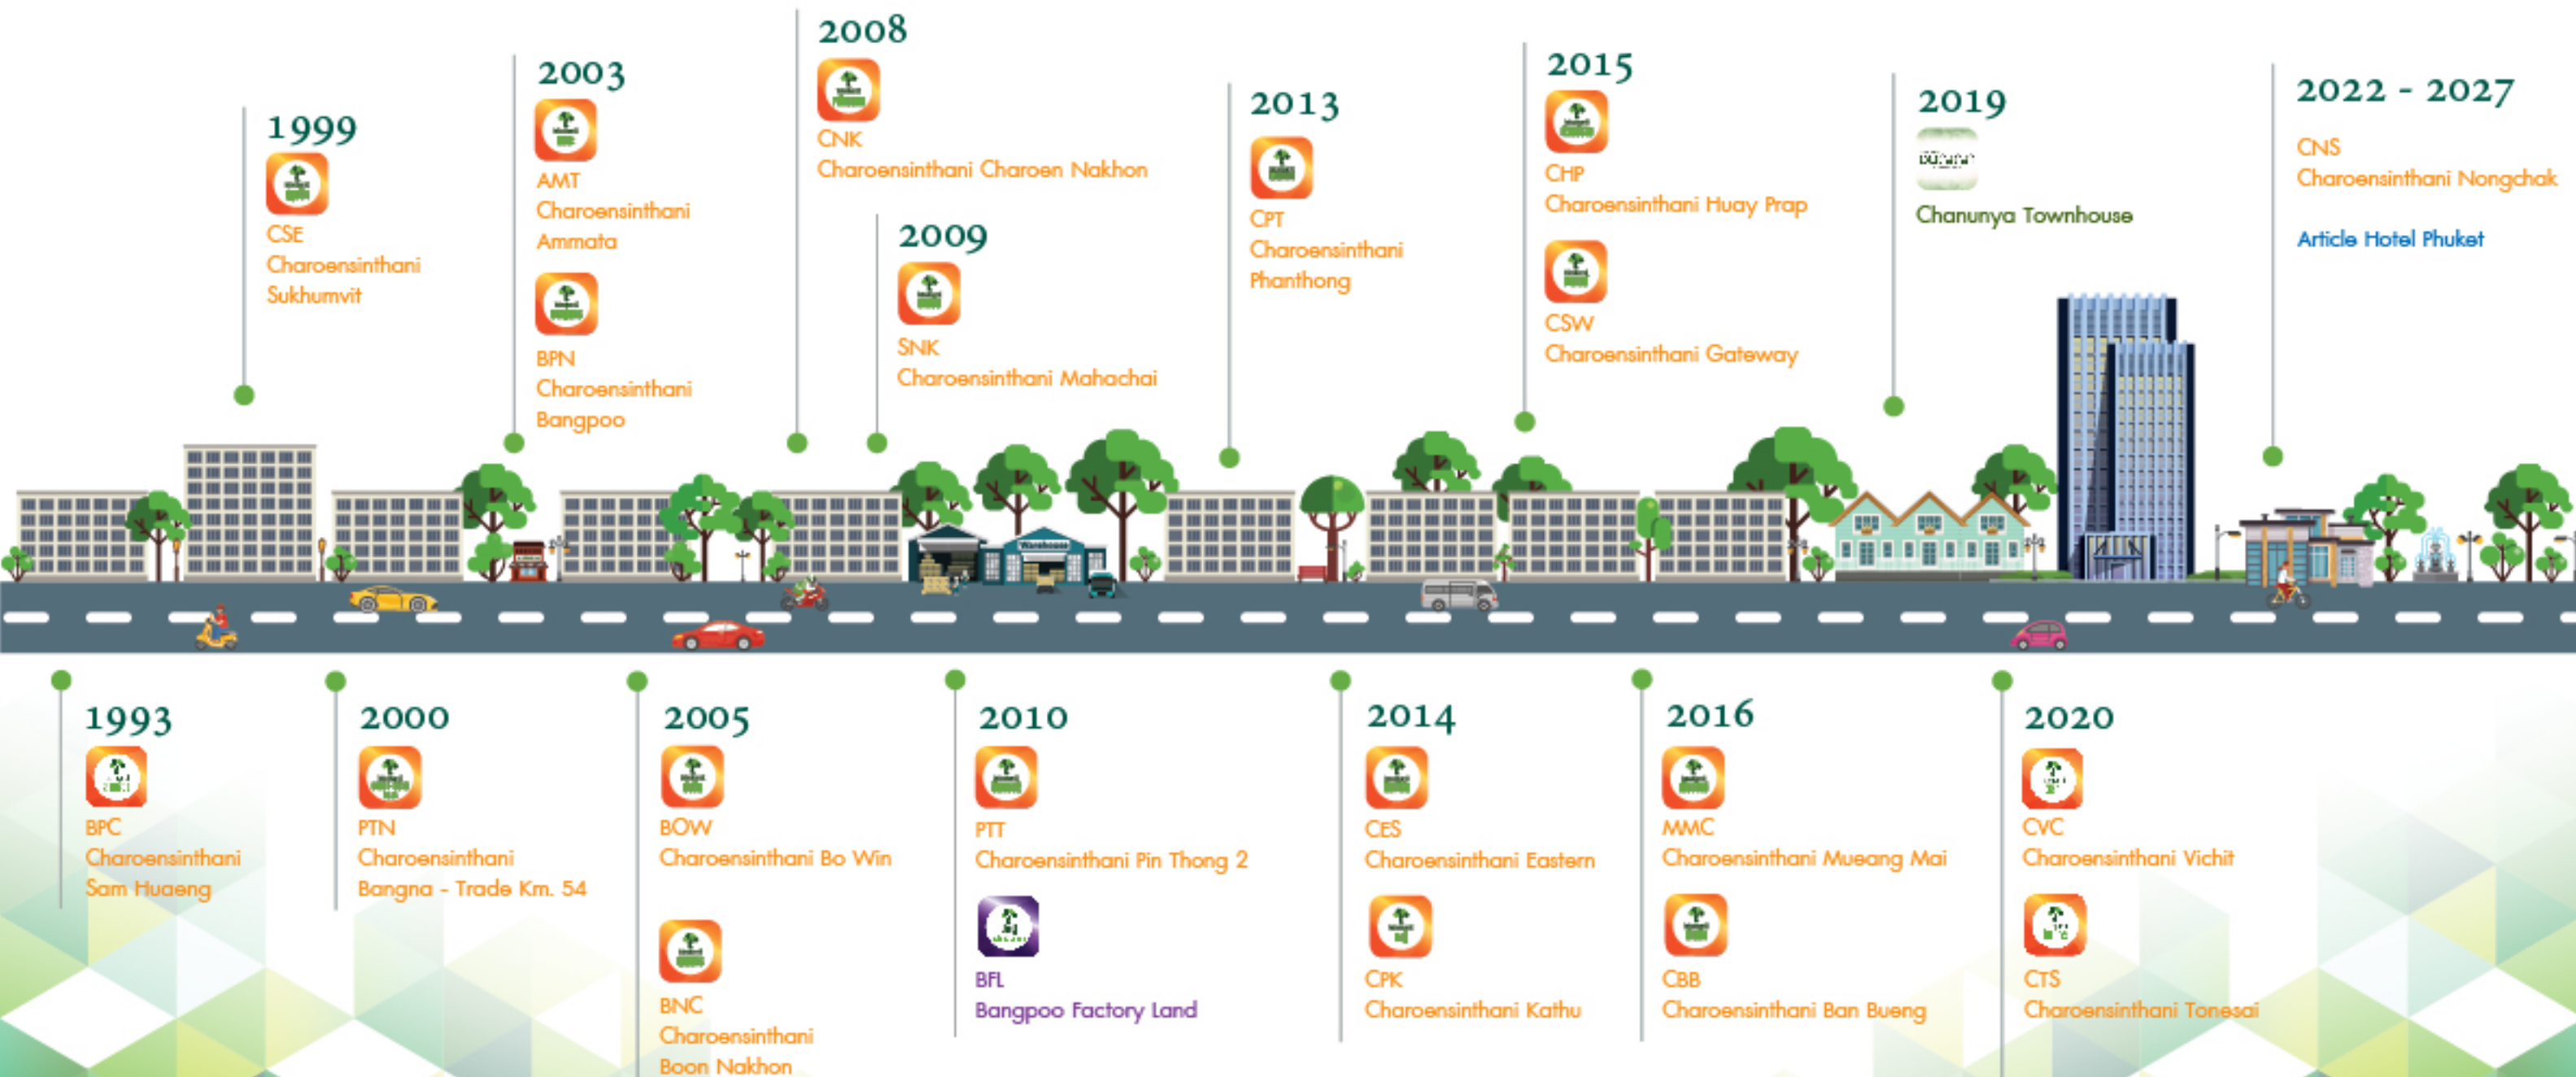 1999
CSE
Charoensinthani
Sukhumvit
2003
AMT
Charoensinthani
Ammata
BPN
Charoensinthani
Bangpoo
2008
CNK
Charoensinthani Charoen Nakhon
2009
SNK
Charoensinthani Mahachai
2013
CPT
Charoensinthani
Phanthong
2015
CHP
Charoensinthani Huay Prap
CSW
Charoensinthani Gateway
2019
Chanunya Townhouse
2022 - 2027
CNS
Charoensinthani Nongchak
Article Hotel Phuket
Warehouse
1993
BPC
Charoensinthani
Sam Huaeng
2000
PTN
Charoensinthani
Bangna - Trade Km. 54
2005
BOW
Charoensinthani Bo Win
BNC
Charoensinthani
Boon Nakhon
2010
PTT
Charoensinthani Pin Thong 2
BFL
Bangpoo Factory Land
2014
CES
Charoensinthani Eastern
CPK
Charoensinthani Kathu
2016
MMC
Charoensinthani Mueang Mai
CBB
Charoensinthani Ban Bueng
2020
CVC
Charoensinthani Vichit
CTS
Charoensinthani Tonesai